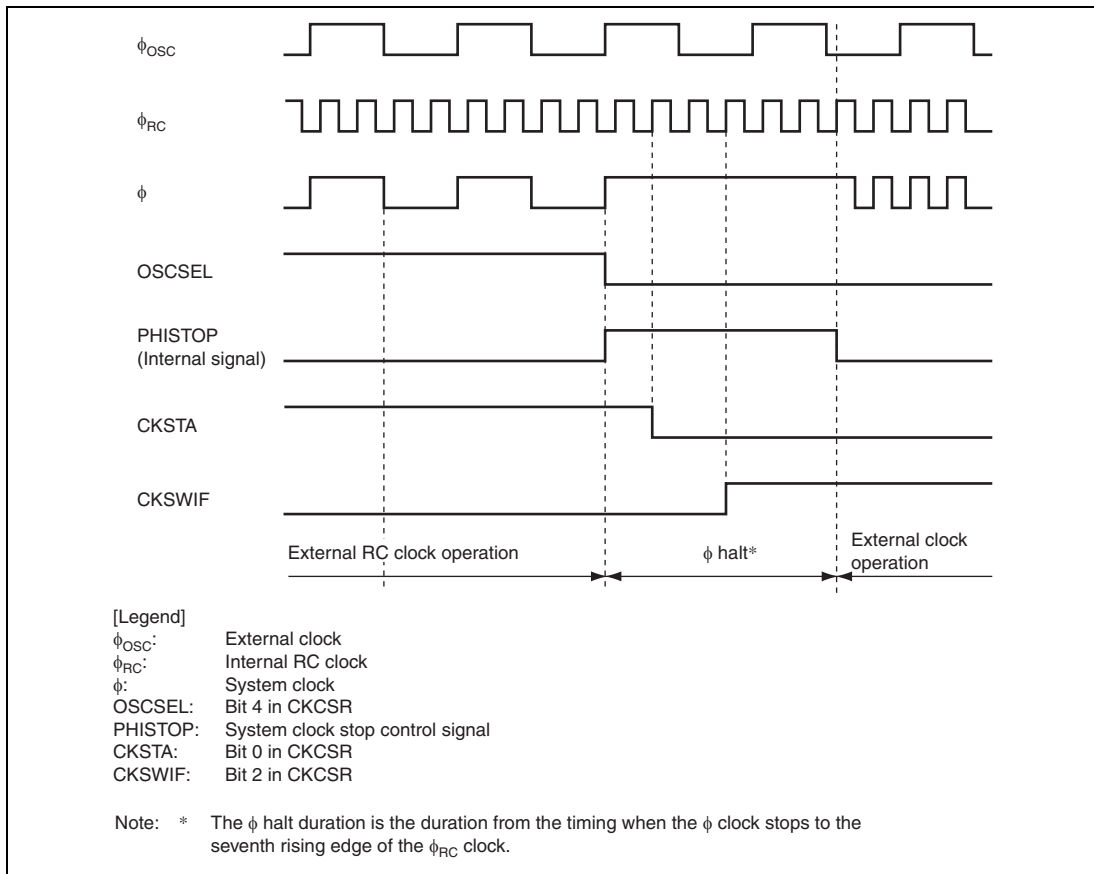 φOSC
φRC
φ
OSCSEL
PHISTOP
(Internal signal)
CKSTA
CKSWIF
External RC clock operation
φ halt*
External clock
operation
[Legend]
φOSC: External clock
φRC: Internal RC clock
φ: System clock
OSCSEL: Bit 4 in CKCSR
PHISTOP: System clock stop control signal
CKSTA: Bit 0 in CKCSR
CKSWIF: Bit 2 in CKCSR
Note: * The φ halt duration is the duration from the timing when the φ clock stops to the
seventh rising edge of the φRC clock.